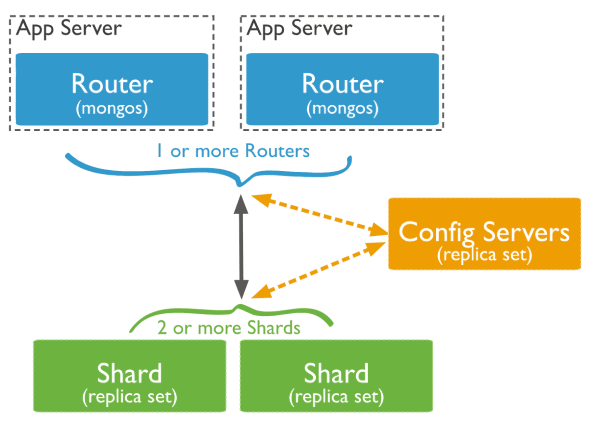 App Server
App Server
Router
(mongos)
Router
(mongos)
1 or more Routers
Config Servers
(replica set)
2 or more Shards
Shard
(replica set)
Shard
(replica set)